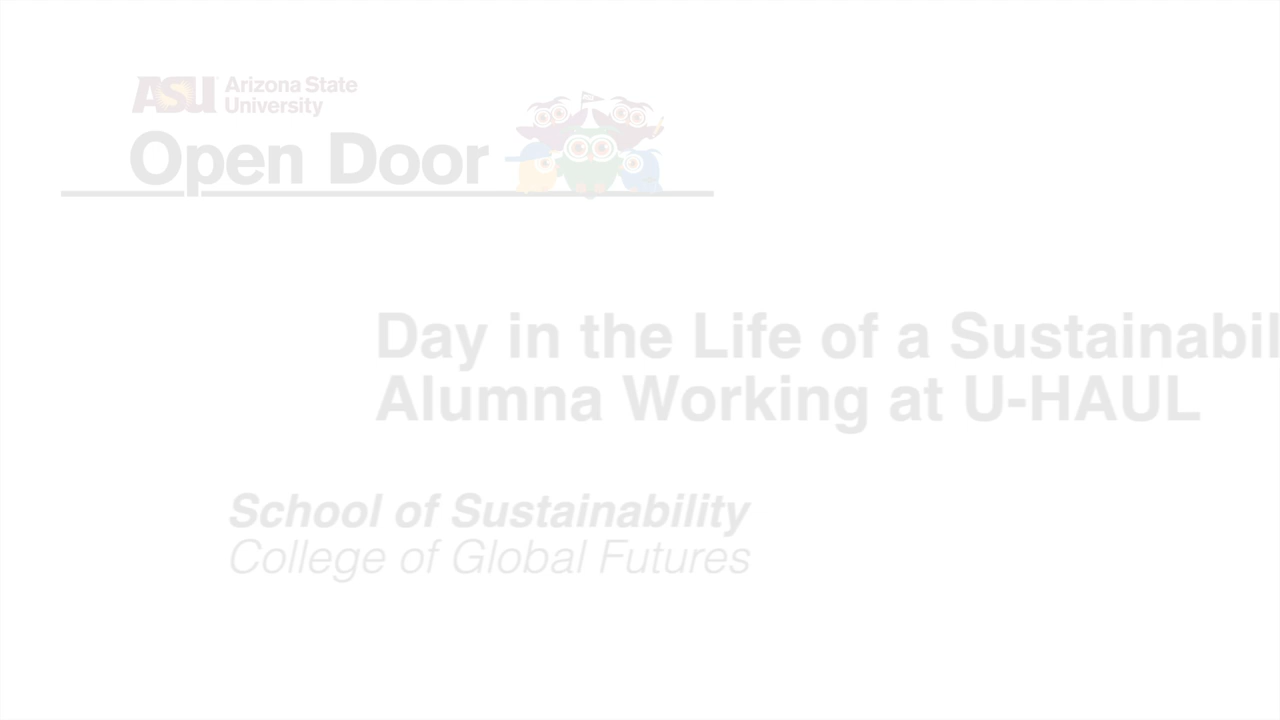 ASU Arizona State
University
Open Door
Day in the Life of a Sustainabil
Alumna Working at U-HAUL
School of Sustainability
College of Global Futures